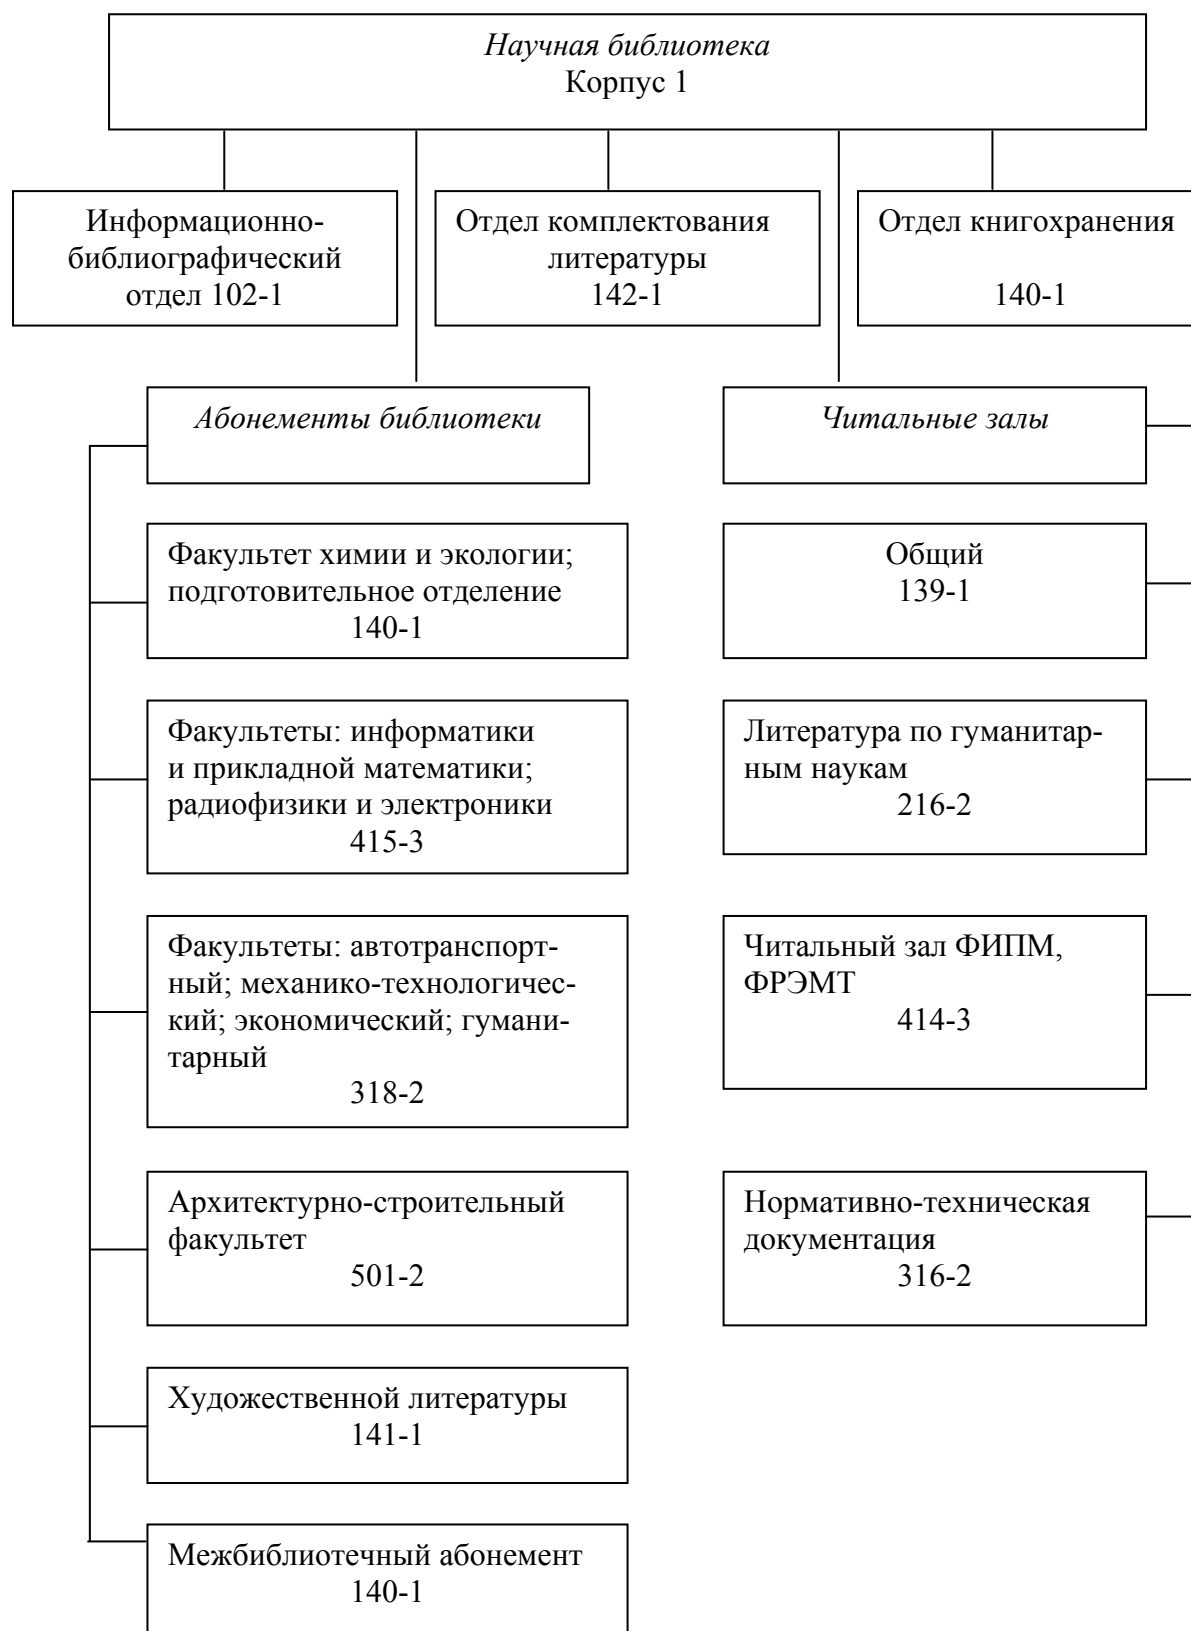 Научная библиотека
Корпус 1
Информационно-
библиографический
отдел 102-1
Отдел комплектования
литературы
142-1
Отдел книгохранения
140-1
Абонементы библиотеки
Факультет химии и экологии;
подготовительное отделение
140-1
Факультеты: информатики
и прикладной математики;
радиофизики и электроники
415-3
Факультеты: автотранспорт-
ный; механико-технологичес-
кий; экономический; гумани-
тарный
318-2
Архитектурно-строительный
факультет
501-2
Художественной литературы
141-1
Межбиблиотечный абонемент
140-1
Читальные залы
Общий
139-1
Литература по гуманитар-
ным наукам
216-2
Читальный зал ФИПМ,
ФРЭМТ
414-3
Нормативно-техническая
документация
316-2